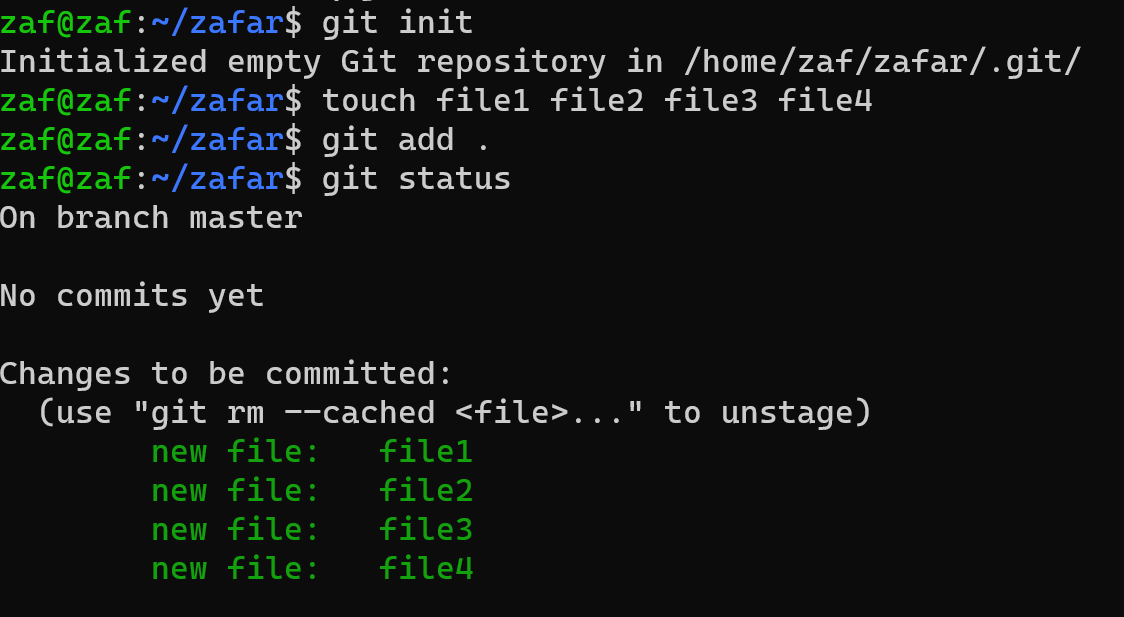 zaf@zaf:~/zafar$ git init
Initialized empty Git repository in /home/zaf/zafar/.git/
zaf@zaf:~/zafar$ touch file1 file2 file3 file4
zaf@zaf:~/zafar$ git add .
zaf@zaf:~/zafar$ git status
On branch master
No commits yet
Changes to be committed:
  (use "git rm --cached <file>..." to unstage)
        new file:   file1
        new file:   file2
        new file:   file3
        new file:   file4